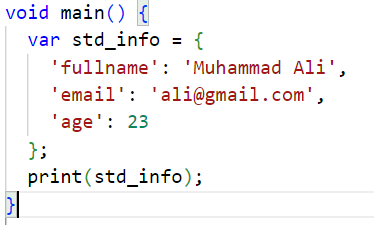 void main() {
  var std_info = {
    'fullname': 'Muhammad Ali',
    'email': 'ali@gmail.com',
    'age': 23
  };
  print(std_info);
}